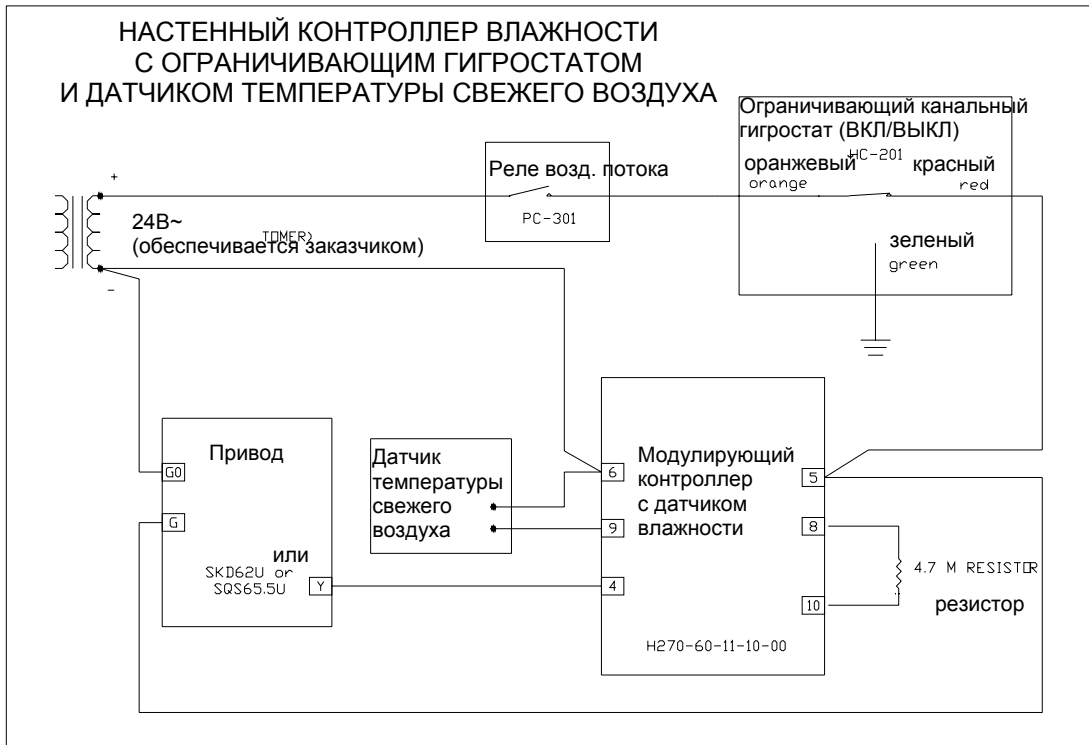 НАСТЕННЫЙ КОНТРОЛЛЕР ВЛАЖНОСТИ
С ОГРАНИЧИВАЮЩИМ ГИГРОСТАТОМ
И ДАТЧИКОМ ТЕМПЕРАТУРЫ СВЕЖЕГО ВОЗДУХА
Ограничивающий канальный
гигростат (ВКЛ/ВЫКЛ)
HC-201
оранжевый
orange
красный
red
зеленый
green
Реле возд. потока
PC-301
+
24В~
TOMER)
(обеспечивается заказчиком)
-
Привод
G0
G
или
SKD62U or
SQS65.5U
Y
Датчик
температуры
свежего
воздуха
Модулирующий
контроллер
с датчиком
влажности
6
9
4
5
8
10
H270-60-11-10-00
4.7 M RESISTOR
резистор